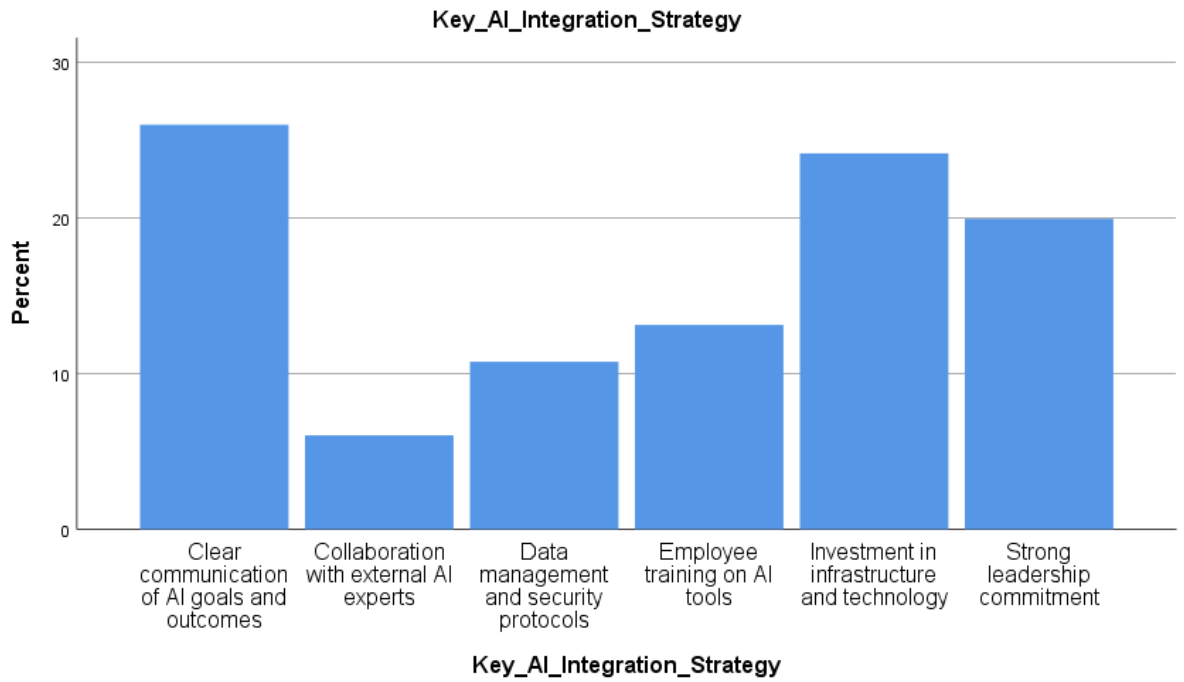 Key_AI_Integration_Strategy
30
20
10
0
Percent
Clear
communication
of AI goals and
outcomes
Collaboration
with external AI
experts
Data
management
and security
protocols
Employee
training on AI
tools
Investment in
infrastructure
and technology
Strong
leadership
commitment
Key_AI_Integration_Strategy